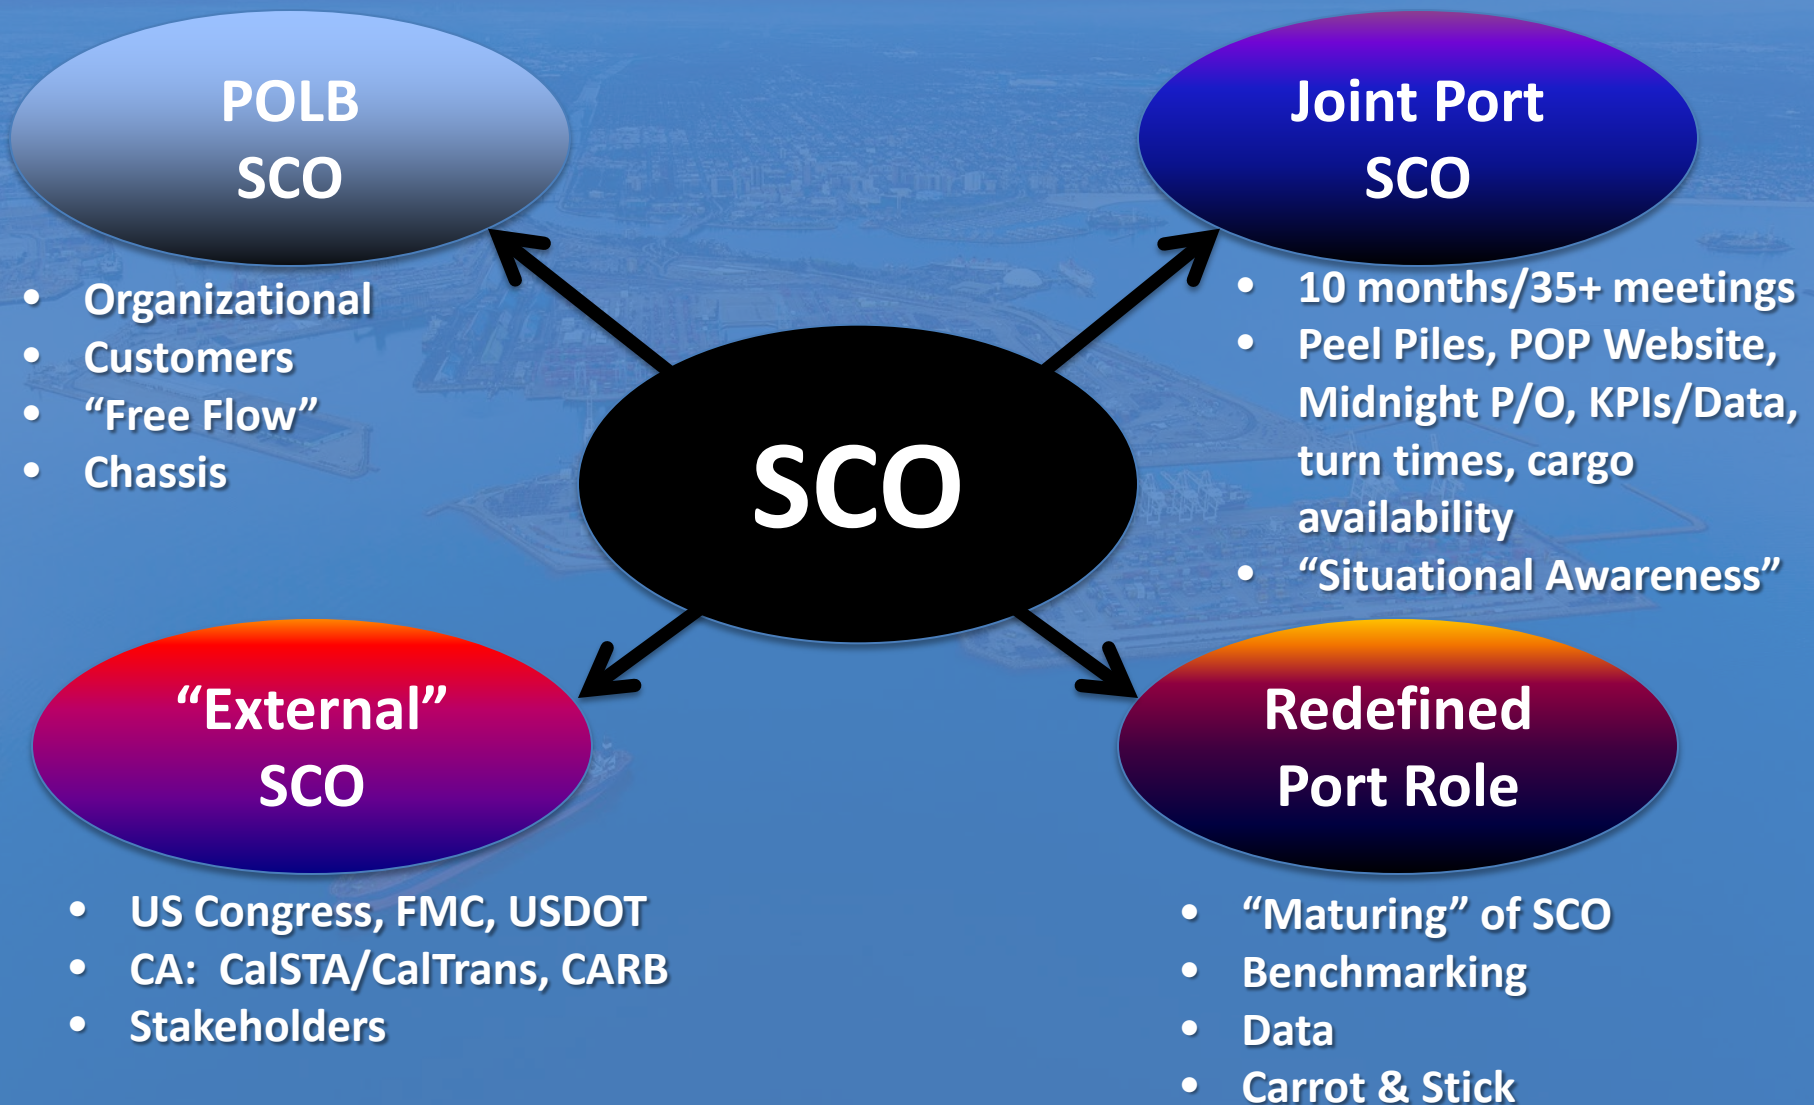 POLB
SCO
• Organizational
• Customers
• “Free Flow”
• Chassis
Joint Port
SCO
• 10 months/35+ meetings
• Peel Piles, POP Website,
Midnight P/O, KPIs/Data,
turn times, cargo
availability
• “Situational Awareness”
SCO
“External”
SCO
• US Congress, FMC, USDOT
• CA:  CalSTA/CalTrans, CARB
• Stakeholders
Redefined
Port Role
• “Maturing” of SCO
• Benchmarking
• Data
• Carrot & Stick